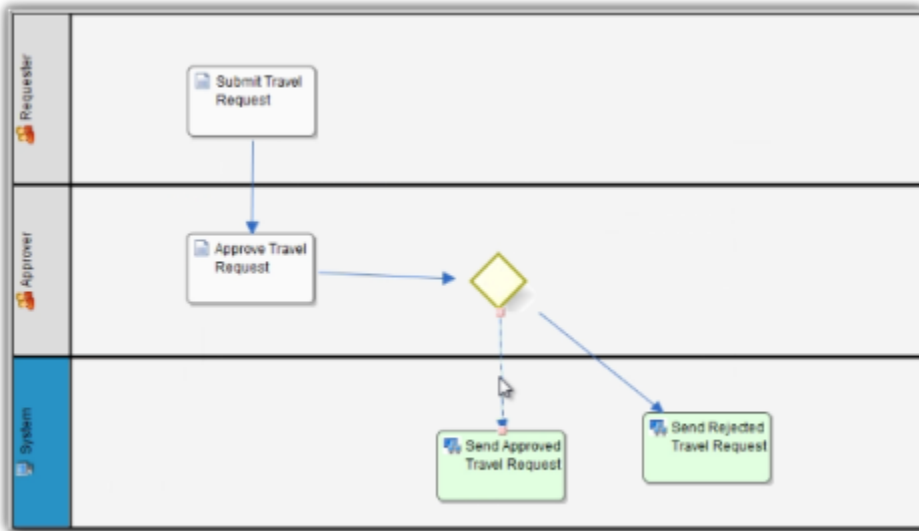 Requester
Submit Travel
Request
Approver
Approve Travel
Request
System
Send Approved
Travel Request
Send Rejected
Travel Request